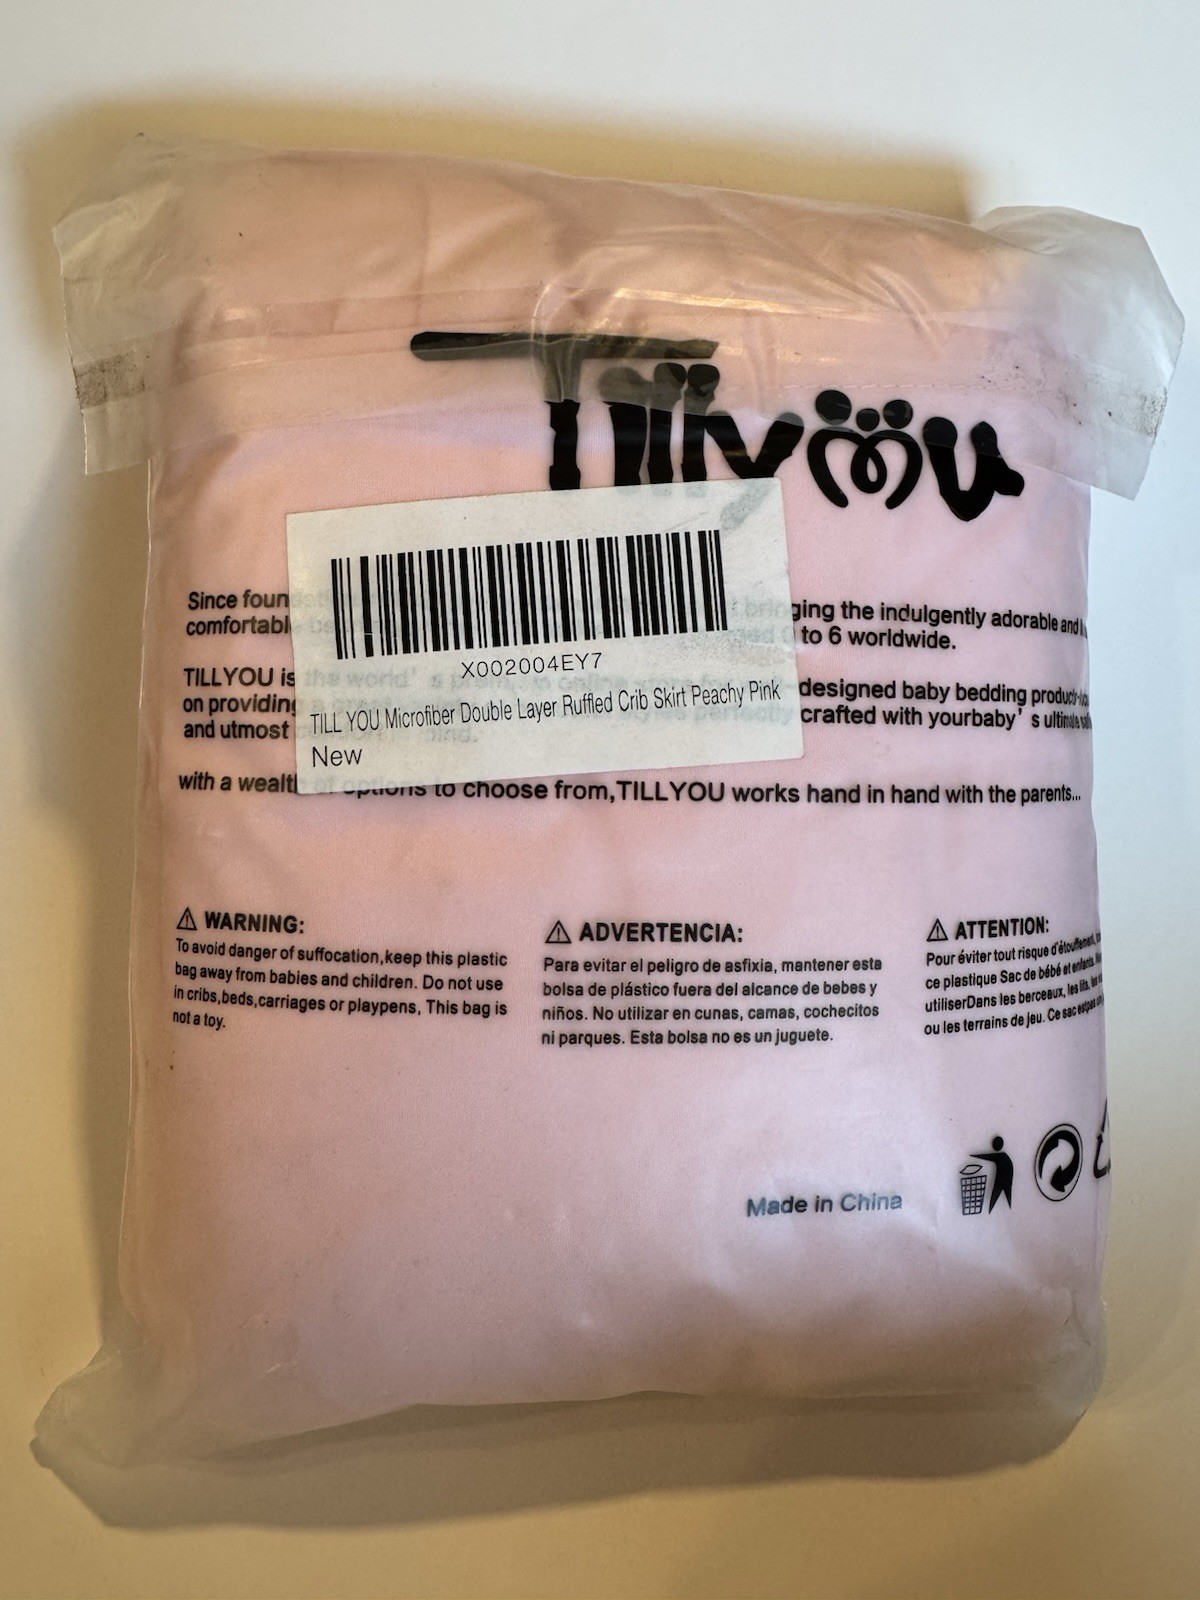 Tillyou
X002004EY7
TILL YOU Microfiber Double Layer Ruffled Crib Skirt Peachy Pink
New
Since bringing the indulgently adorable and
comfortable to 6 worldwide.
TILLYOU is the world's designed baby bedding
on providing crafted with yourbaby's
and utmost
with a wealth of options to choose from,TILLYOU works hand in hand with the parents...
⚠ WARNING:
To avoid danger of suffocation,keep this plastic
bag away from babies and children. Do not use
in cribs,beds,carriages or playpens, This bag is
not a toy.
⚠ ADVERTENCIA:
Para evitar el peligro de asfixia, mantener esta
bolsa de plástico fuera del alcance de bebes y
niños. No utilizar en cunas, camas, cochecitos
ni parques. Esta bolsa no es un juguete.
⚠ ATTENTION:
Pour éviter tout risque d'étouffement,
ce plastique Sac de bébé et enfants.
utiliserDans les berceaux, les lits,
ou les terrains de jeu. Ce sac
Made in China